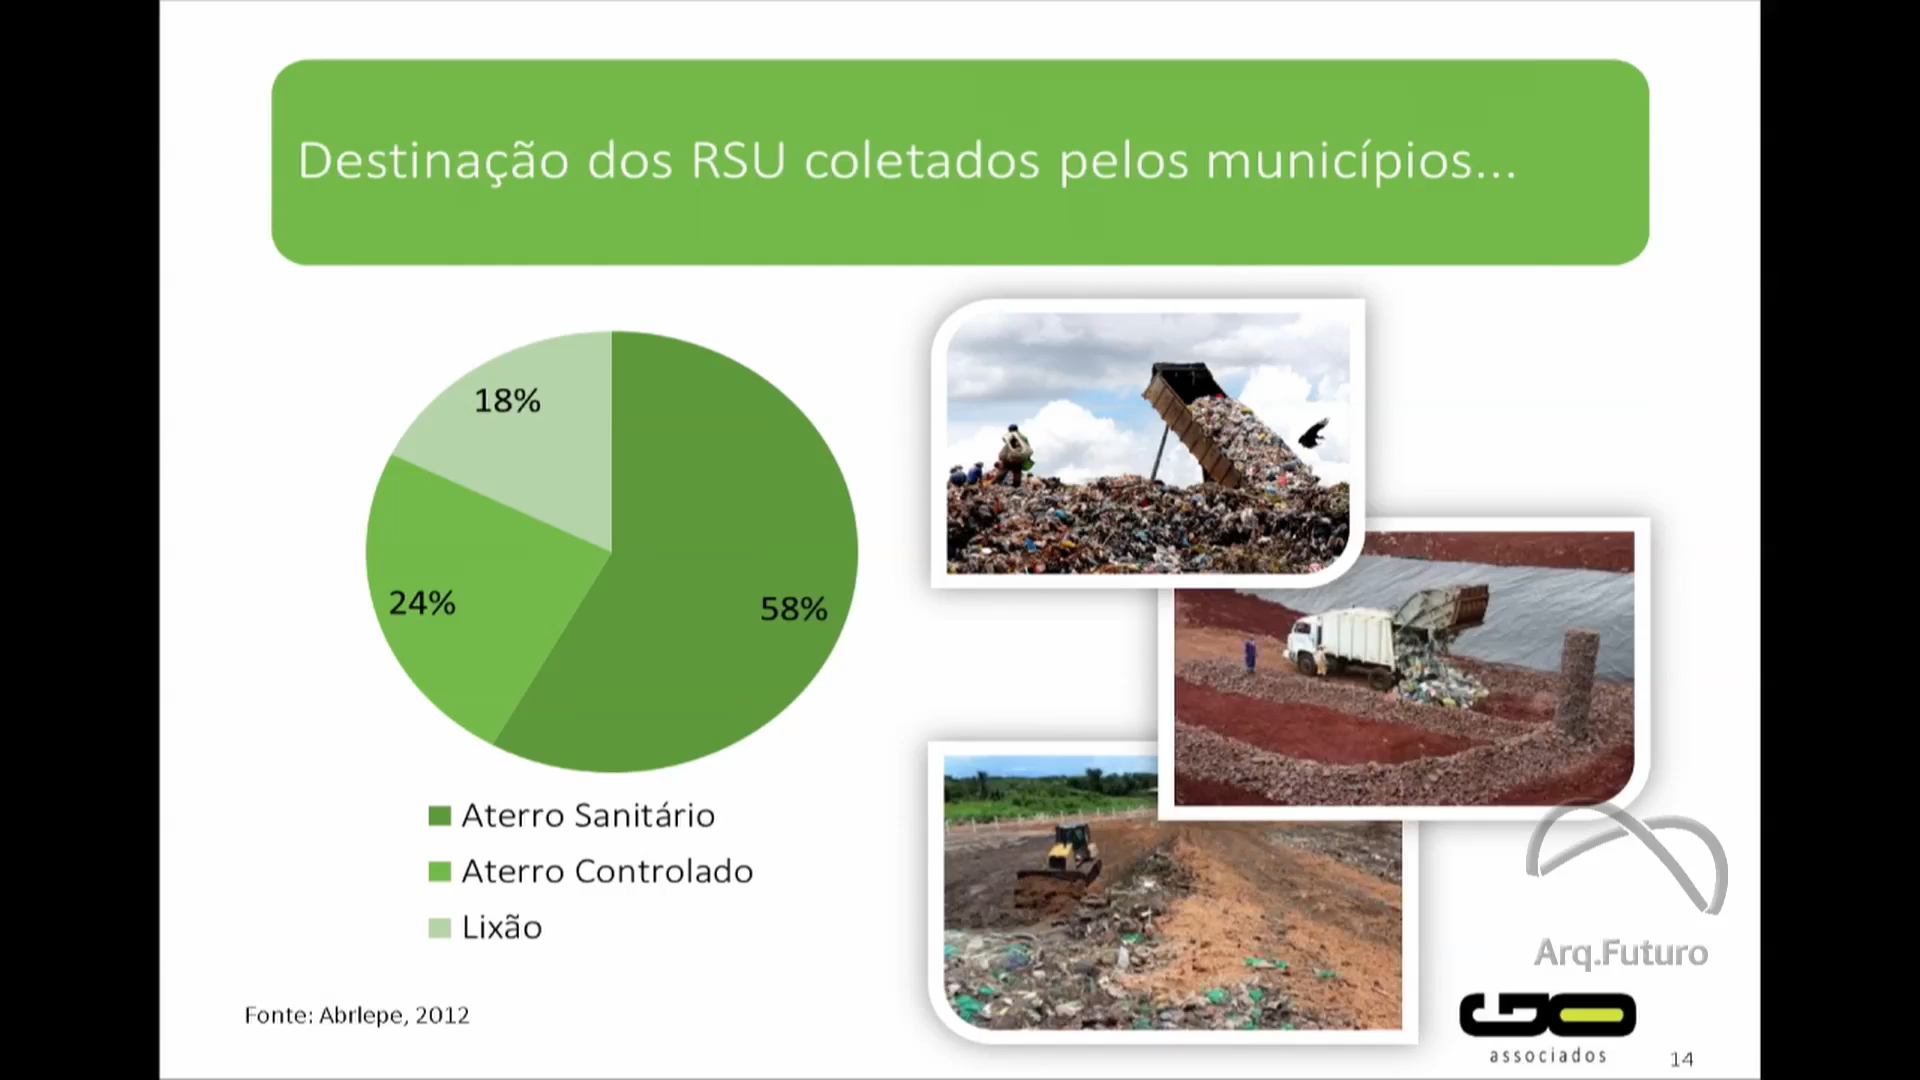 Destinação dos RSU coletados pelos municípios...
18%
24%
58%
Aterro Sanitário
Aterro Controlado
Lixão
Fonte: Abrlepe, 2012
Arq.Futuro
GO
associados
14